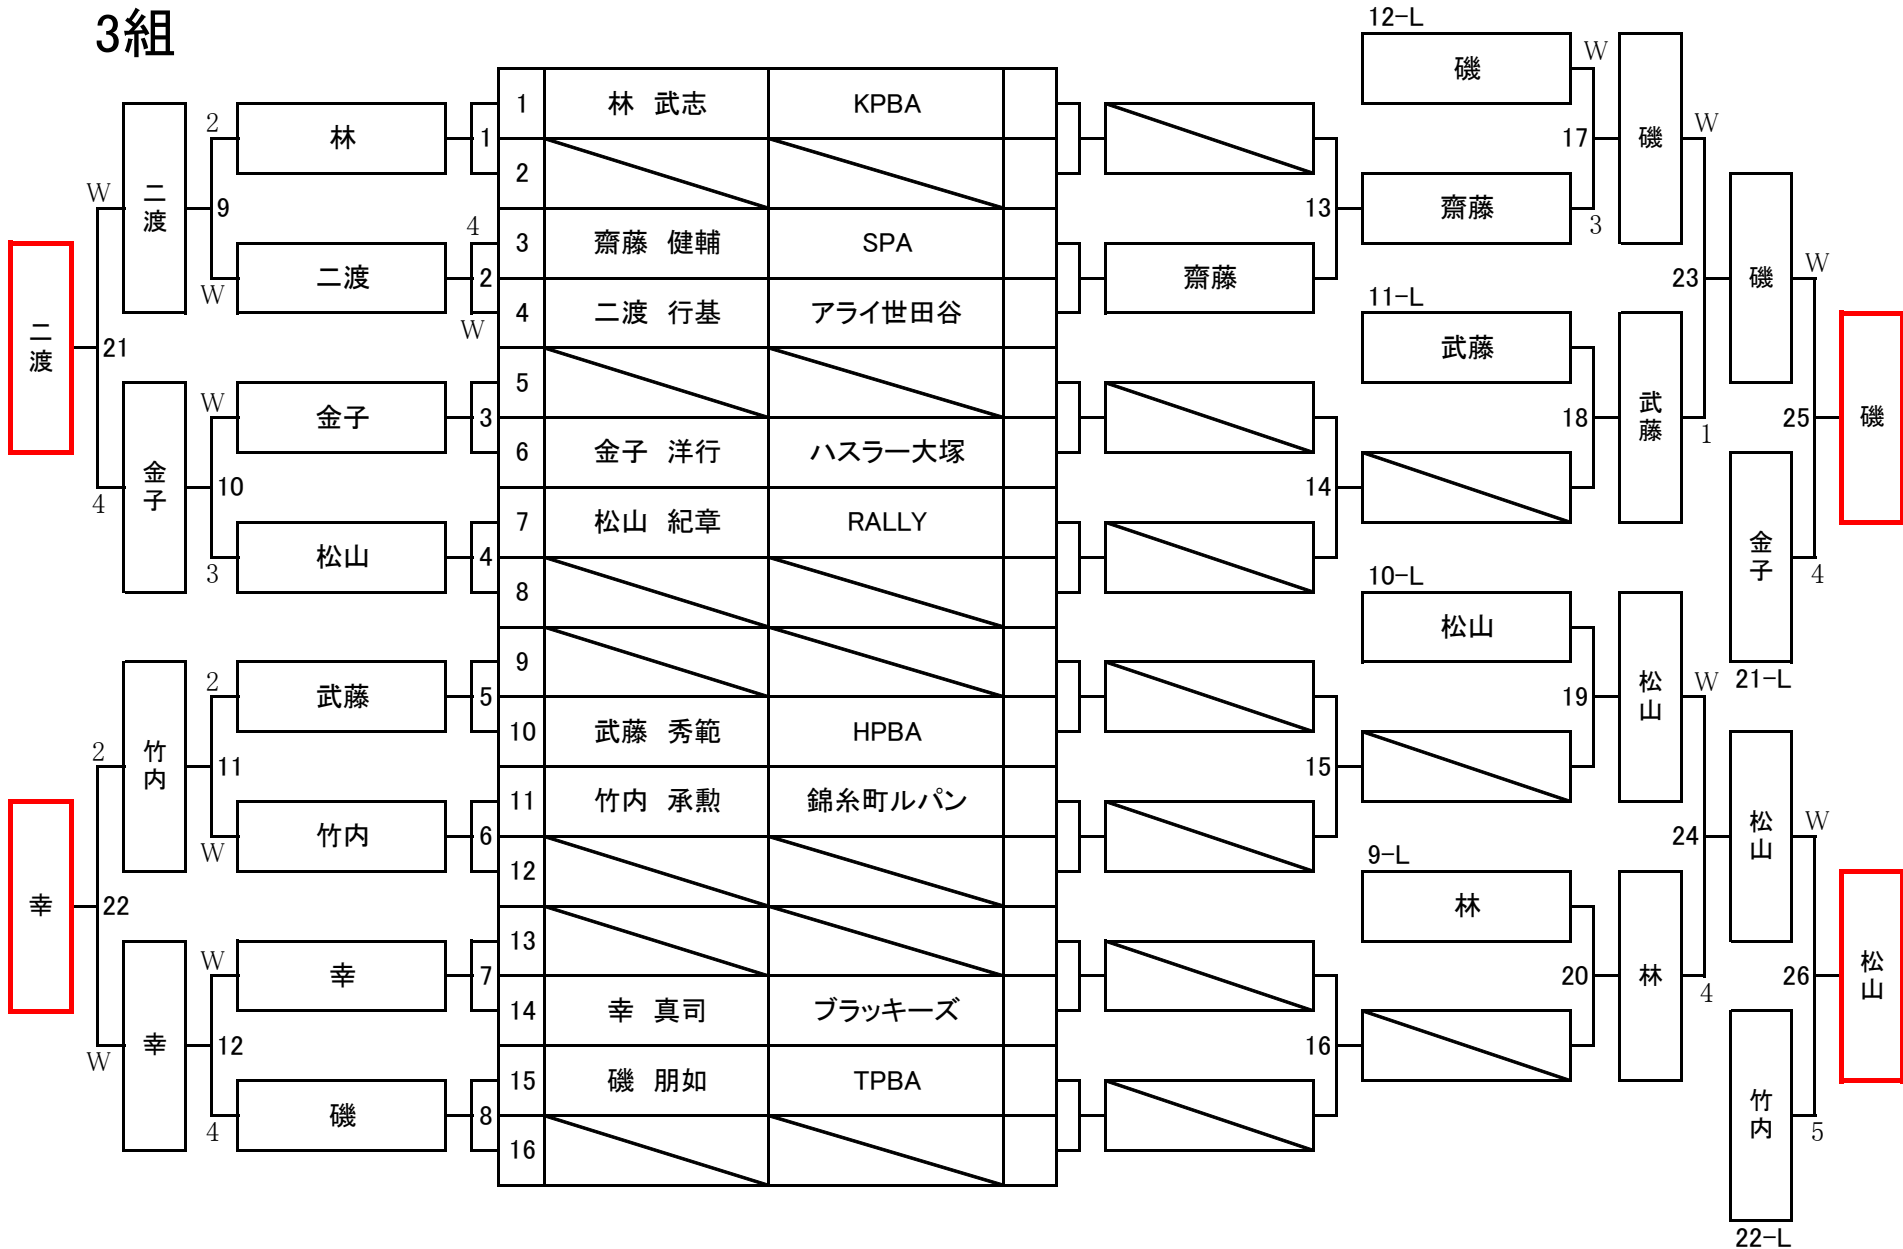 3組
12-L
磯
W
齋藤
3
17
磯
W
1 林 武志 KPBA
2
3 齋藤 健輔 SPA
4 二渡 行基 アライ世田谷
5
6 金子 洋行 ハスラー大塚
7 松山 紀章 RALLY
8
9
10 武藤 秀範 HPBA
11 竹内 承勲 錦糸町ルパン
12
13
14 幸 真司 ブラッキーズ
15 磯 朋如 TPBA
16
林
2
1
二渡
W
4
2
W
9
二渡
W
金子
W
3
松山
3
4
10
金子
4
21
二渡
武藤
2
5
竹内
W
6
11
竹内
2
幸
W
7
磯
4
8
12
幸
W
22
幸
齋藤
13
14
15
16
11-L
武藤
18
武藤
1
23
磯
W
10-L
松山
19
松山
W
9-L
林
20
林
4
24
松山
W
金子
4
21-L
25
磯
竹内
5
22-L
26
松山